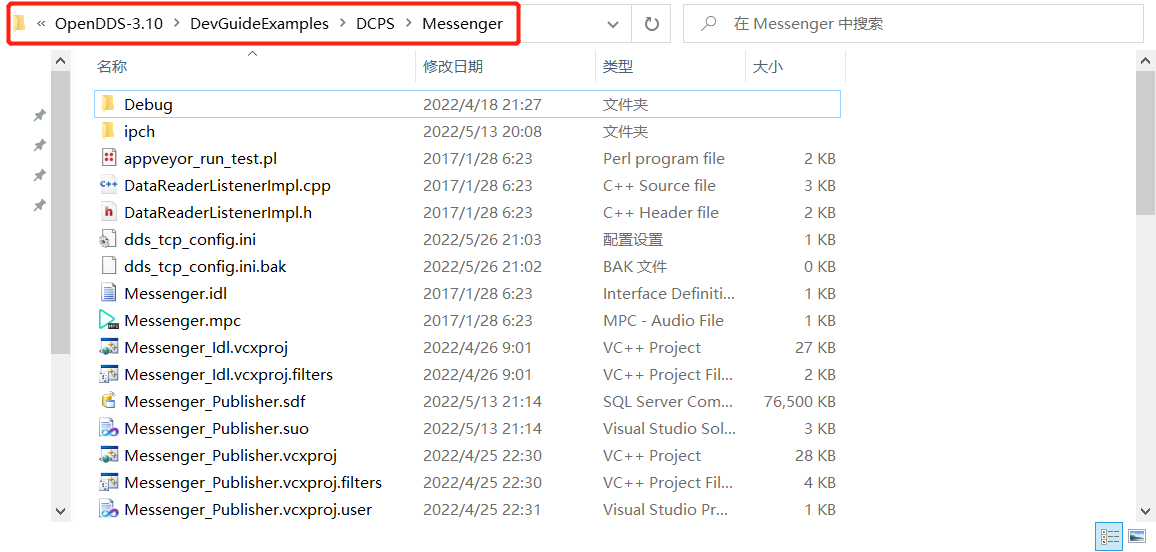 « OpenDDS-3.10 > DevGuideExamples > DCPS > Messenger 在 Messenger 中搜索
名称 修改日期 类型 大小
Debug 2022/4/18 21:27 文件夹
ipch 2022/5/13 20:08 文件夹
appveyor_run_test.pl 2017/1/28 6:23 Perl program file 2 KB
DataReaderListenerImpl.cpp 2017/1/28 6:23 C++ Source file 3 KB
DataReaderListenerImpl.h 2017/1/28 6:23 C++ Header file 2 KB
dds_tcp_config.ini 2022/5/26 21:03 配置设置 1 KB
dds_tcp_config.ini.bak 2022/5/26 21:02 BAK 文件 0 KB
Messenger.idl 2017/1/28 6:23 Interface Definiti... 1 KB
Messenger.mpc 2017/1/28 6:23 MPC - Audio File 1 KB
Messenger_Idl.vcxproj 2022/4/26 9:01 VC++ Project 27 KB
Messenger_Idl.vcxproj.filters 2022/4/26 9:01 VC++ Project Fil... 2 KB
Messenger_Publisher.sdf 2022/5/13 21:14 SQL Server Com... 76,500 KB
Messenger_Publisher.suo 2022/5/13 21:14 Visual Studio Sol... 3 KB
Messenger_Publisher.vcxproj 2022/4/25 22:30 VC++ Project 28 KB
Messenger_Publisher.vcxproj.filters 2022/4/25 22:30 VC++ Project Fil... 4 KB
Messenger_Publisher.vcxproj.user 2022/4/25 22:31 Visual Studio Pr... 1 KB